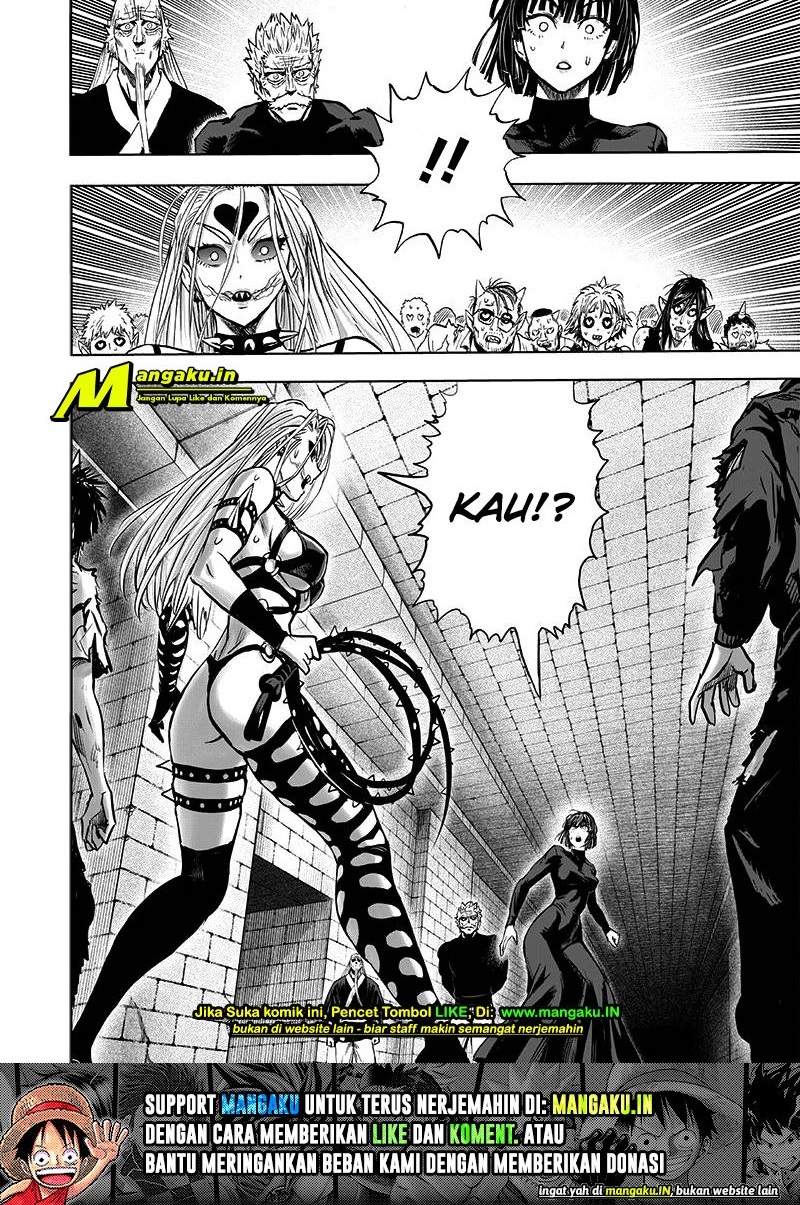 !!
Mangaku.in
Jangan Lupa Like dan Komennya
KAU!?
Jika Suka komik ini, Pencet Tombol LIKE, Di: www.mangaku.IN
bukan di website lain - biar staff makin semangat nerjemahin
SUPPORT MANGAKU UNTUK TERUS NERJEMAHIN DI: MANGAKU.IN
DENGAN CARA MEMBERIKAN LIKE DAN KOMENT. ATAU
BANTU MERINGANKAN BEBAN KAMI DENGAN MEMBERIKAN DONASI
ingat yah di mangaku.IN, bukan website lain